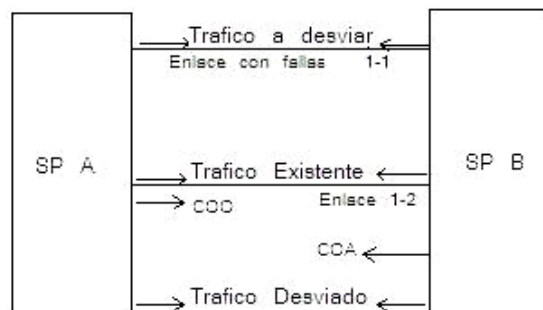 Trafico a desviar
Enlace con fallas 1-1
SP A
SP B
Trafico Existente
Enlace 1-2
COO
COA
Trafico Desviado